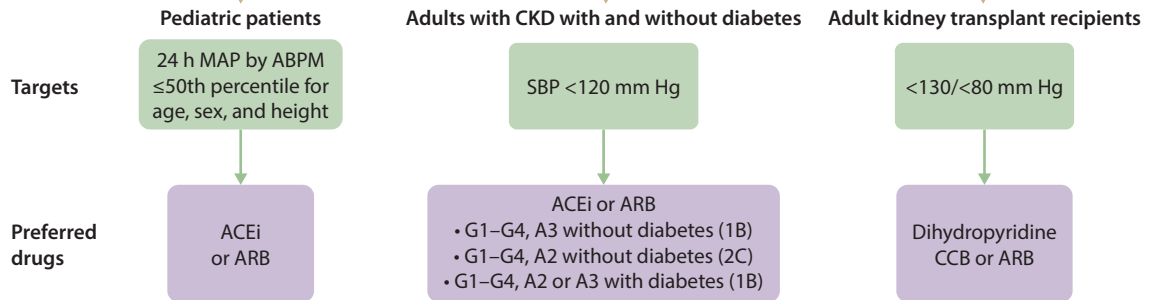 Pediatric patients
Adults with CKD with and without diabetes
Adult kidney transplant recipients
Targets
24 h MAP by ABPM
≤50th percentile for
age, sex, and height
SBP <120 mm Hg
<130/<80 mm Hg
Preferred
drugs
ACEi
or ARB
ACEi or ARB
• G1–G4, A3 without diabetes (1B)
• G1–G4, A2 without diabetes (2C)
• G1–G4, A2 or A3 with diabetes (1B)
Dihydropyridine
CCB or ARB